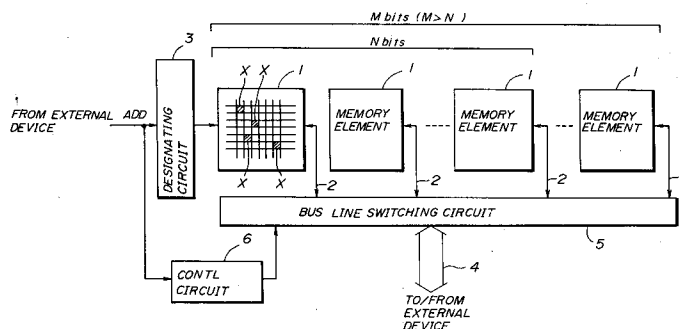 M bits (M>N)
N bits
3
X X
1
1
1
1
FROM EXTERNAL DEVICE
ADD
DESIGNATING CIRCUIT
MEMORY ELEMENT
MEMORY ELEMENT
MEMORY ELEMENT
X X
2
2
2
BUS LINE SWITCHING CIRCUIT
6
5
CONTL CIRCUIT
4
TO/FROM EXTERNAL DEVICE